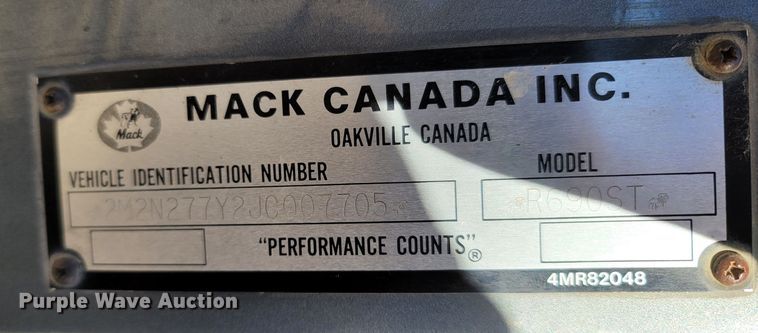 MACK CANADA INC.
Mack
OAKVILLE CANADA
VEHICLE IDENTIFICATION NUMBER MODEL
2M2N277Y2JC007705 R690ST
"PERFORMANCE COUNTS"®
4MR82048
Purple Wave Auction